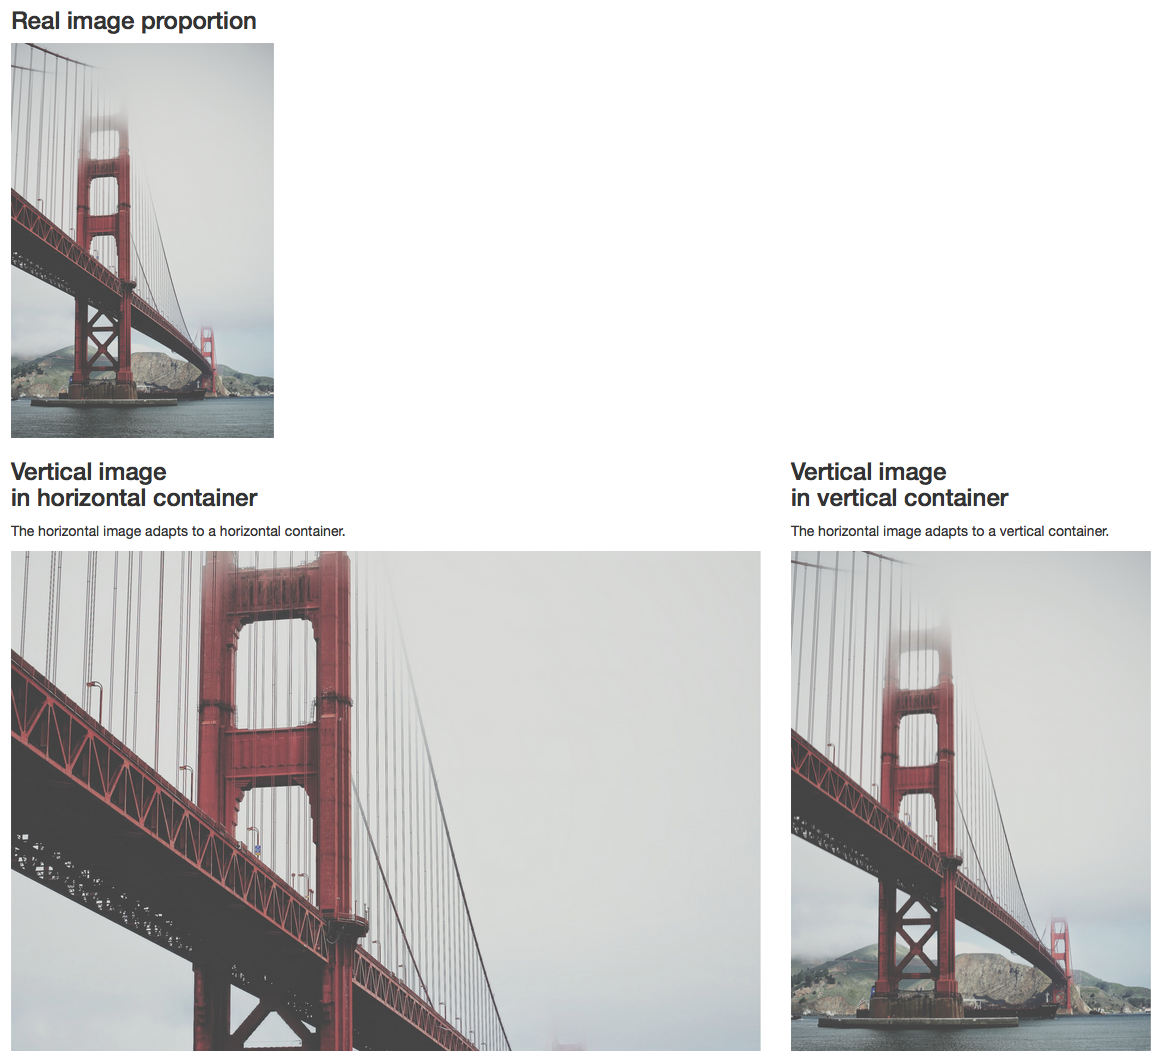 Real image proportion
Vertical image
in horizontal container
The horizontal image adapts to a horizontal container.
Vertical image
in vertical container
The horizontal image adapts to a vertical container.